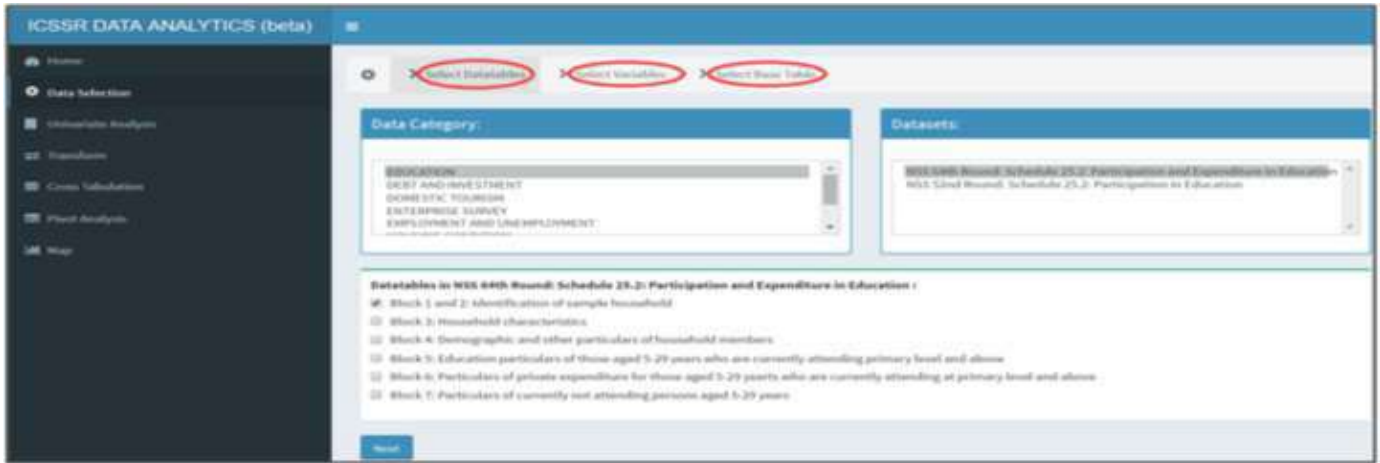 ICSSR DATA ANALYTICS (beta)
Home
Data Selection
Univariate Analysis
Transform
Cross Tabulation
Pivot Analysis
Map
Select Datatables
Select Variables
Select Base Table
Data Category:
EDUCATION
DEBT AND INVESTMENT
DOMESTIC TOURISM
ENTERPRISE SURVEY
EMPLOYMENT AND UNEMPLOYMENT
Datasets:
NSS 64th Round: Schedule 25.2: Participation and Expenditure in Education
NSS 52nd Round: Schedule 25.2: Participation in Education
Datatables in NSS 64th Round: Schedule 25.2: Participation and Expenditure in Education :
Block 1 and 2: Identification of sample household
Block 3: Household characteristics
Block 4: Demographic and other particulars of household members
Block 5: Education particulars of those aged 5-29 years who are currently attending primary level and above
Block 6: Particulars of private expenditure for those aged 5-29 years who are currently attending at primary level and above
Block 7: Particulars of currently not attending persons aged 5-29 years
Next